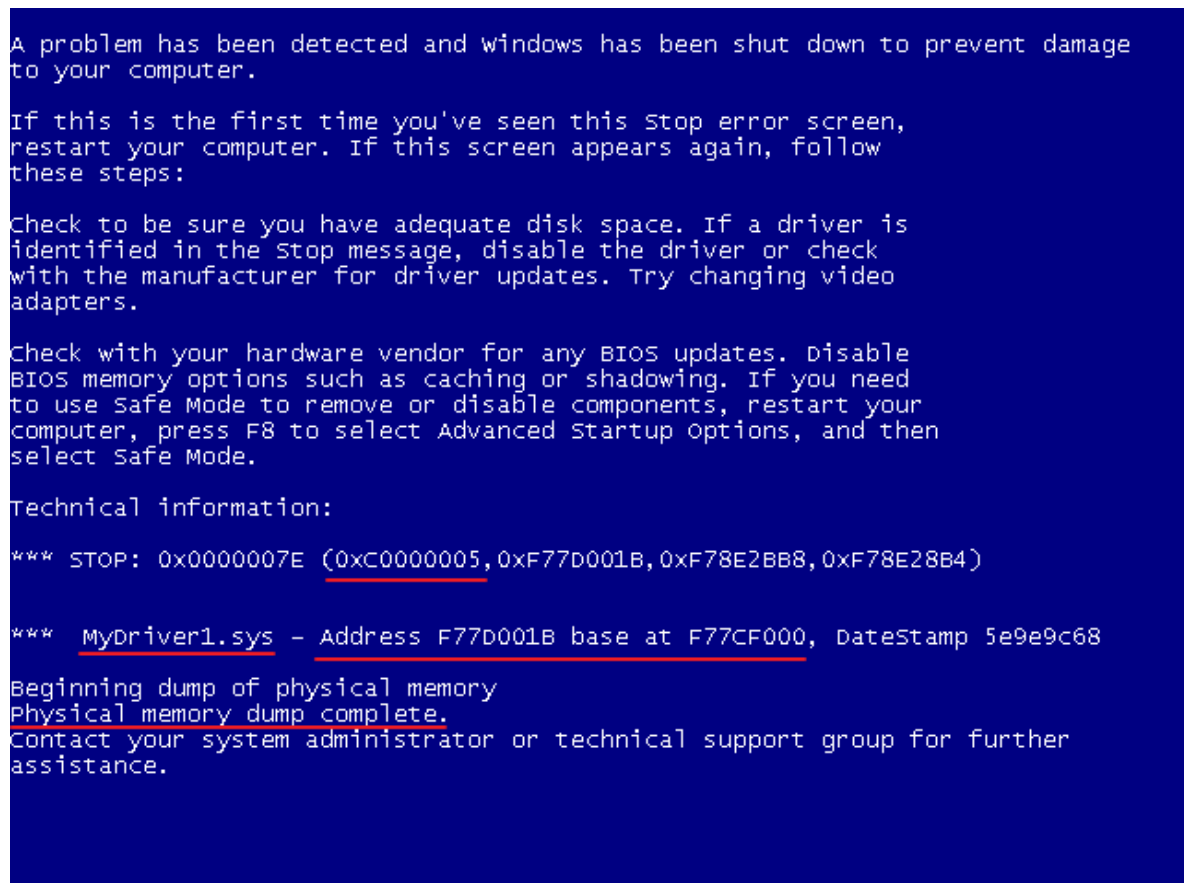 A problem has been detected and Windows has been shut down to prevent damage
to your computer.
If this is the first time you've seen this Stop error screen,
restart your computer. If this screen appears again, follow
these steps:
Check to be sure you have adequate disk space. If a driver is
identified in the Stop message, disable the driver or check
with the manufacturer for driver updates. Try changing video
adapters.
Check with your hardware vendor for any BIOS updates. Disable
BIOS memory options such as caching or shadowing. If you need
to use Safe Mode to remove or disable components, restart your
computer, press F8 to select Advanced Startup Options, and then
select Safe Mode.
Technical information:
*** STOP: 0x0000007E (0xC0000005,0xF77D001B,0xF78E2BB8,0xF78E28B4)
*** MyDriver1.sys – Address F77D001B base at F77CF000, DateStamp 5e9e9c68
Beginning dump of physical memory
Physical memory dump complete.
Contact your system administrator or technical support group for further
assistance.